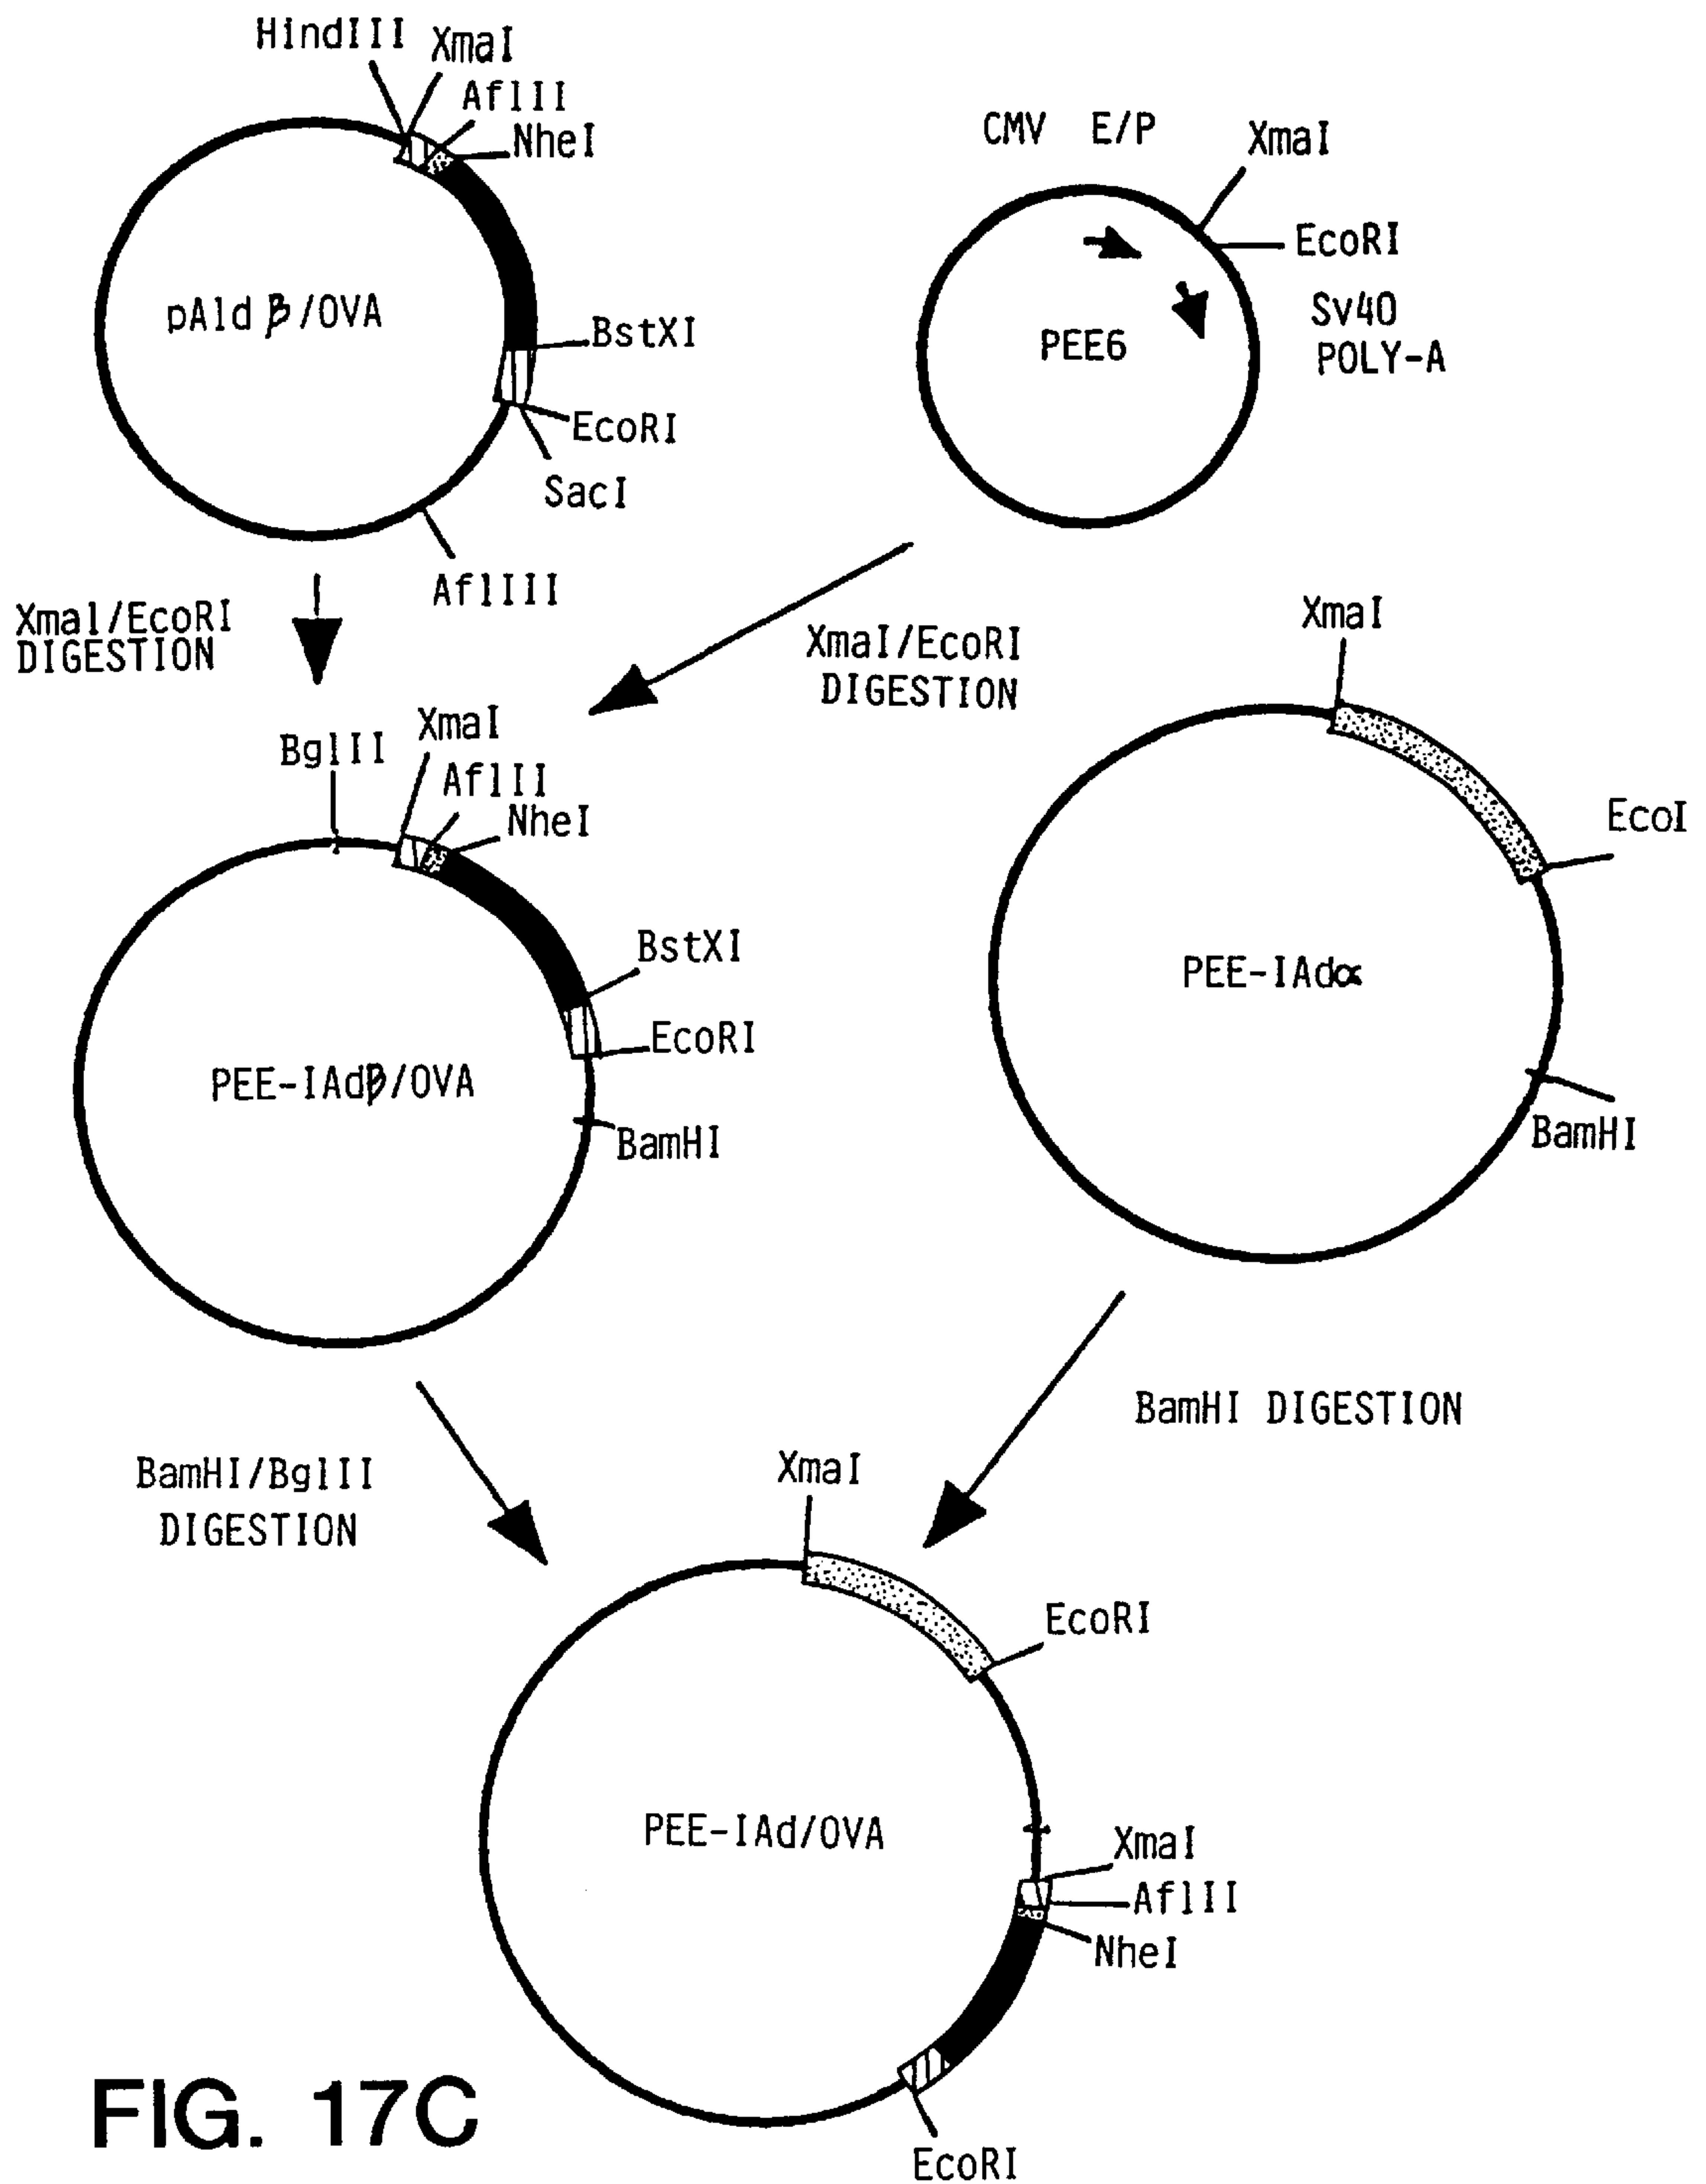 HindIII
XmaI
AflII
NheI
pAld β/OVA
BstXI
EcoRI
SacI
AflIII
CMV E/P
XmaI
EcoRI
PEE6
Sv40
POLY-A
XmaI/EcoRI
DIGESTION
XmaI/EcoRI
DIGESTION
BglII
XmaI
AflII
NheI
BstXI
EcoRI
PEE-IAdβ/OVA
BamHI
XmaI
EcoI
PEE-IAdα
BamHI
BamHI/BglII
DIGESTION
BamHI DIGESTION
XmaI
EcoRI
PEE-IAd/OVA
XmaI
AflII
NheI
EcoRI
FIG. 17C